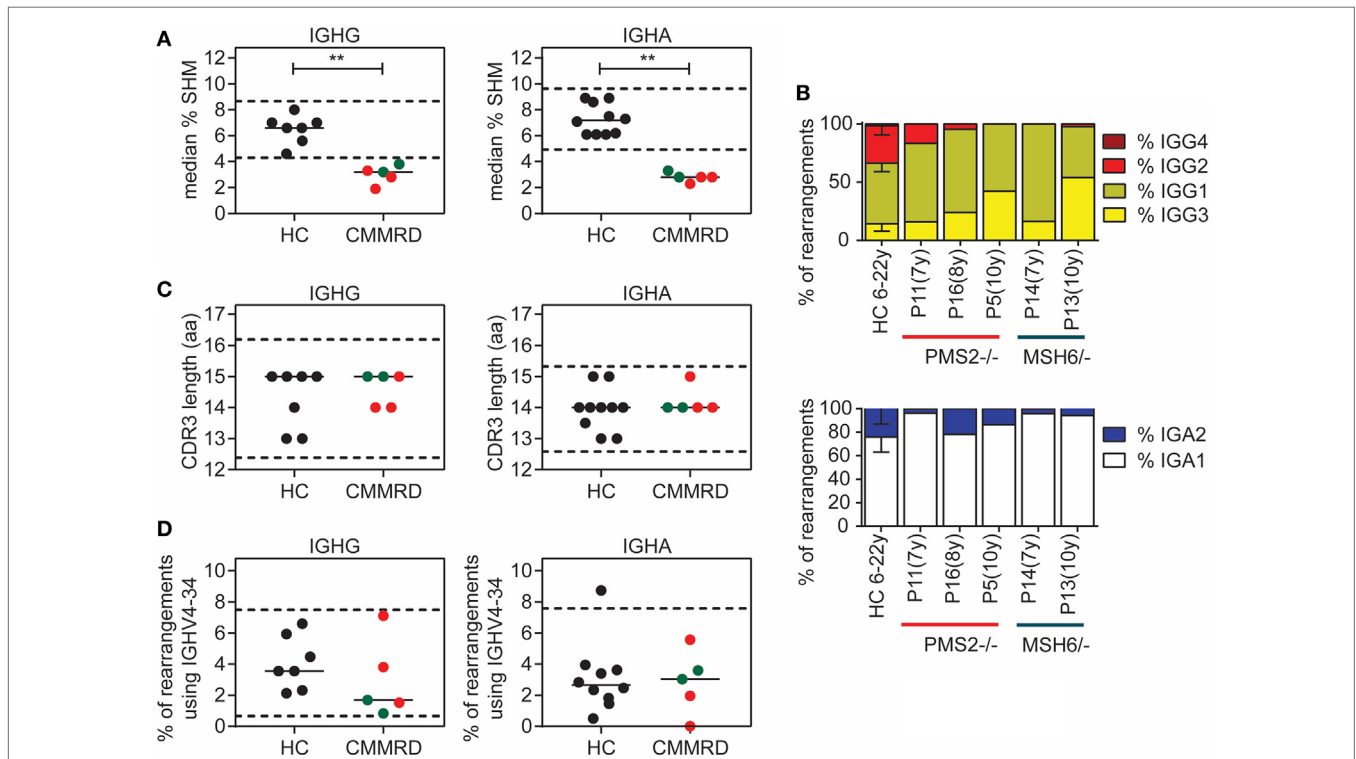 A
IGHG
median % SHM
12
10
8
6
4
2
0
**
HC
CMMRD
IGHA
median % SHM
12
10
8
6
4
2
0
**
HC
CMMRD
B
% of rearrangements
100
50
0
HC 6-22y
P11(7y)
P16(8y)
P5(10y)
P14(7y)
P13(10y)
PMS2-/-
MSH6/-
% IGG4
% IGG2
% IGG1
% IGG3
% of rearrangements
100
80
60
40
20
0
HC 6-22y
P11(7y)
P16(8y)
P5(10y)
P14(7y)
P13(10y)
PMS2-/-
MSH6/-
% IGA2
% IGA1
C
IGHG
CDR3 length (aa)
17
16
15
14
13
12
HC
CMMRD
IGHA
CDR3 length (aa)
17
16
15
14
13
12
HC
CMMRD
D
IGHG
% of rearrangements
using IGHV4-34
10
8
6
4
2
0
HC
CMMRD
IGHA
% of rearrangements
using IGHV4-34
10
8
6
4
2
0
HC
CMMRD